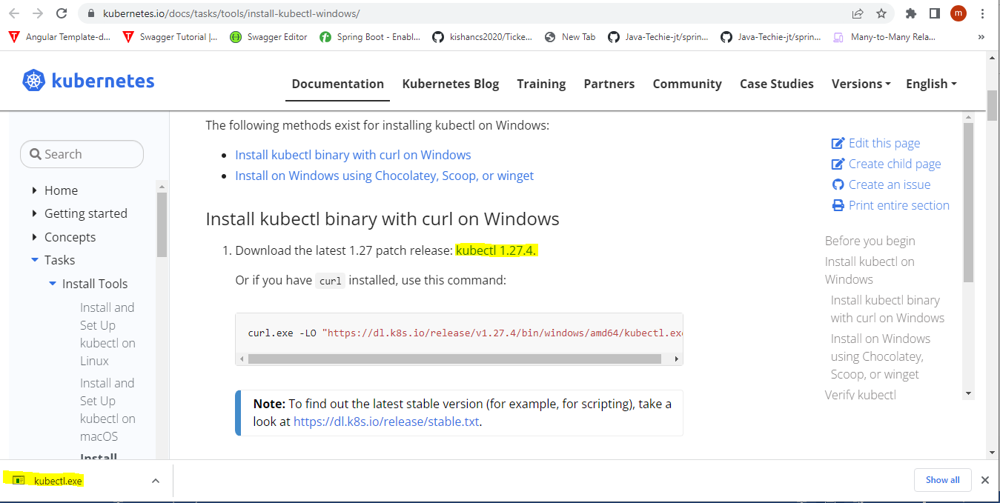 kubernetes.io/docs/tasks/tools/install-kubectl-windows/
m
Angular Template-d...
Swagger Tutorial |...
Swagger Editor
Spring Boot - Enabl...
kishancs2020/Ticke...
New Tab
Java-Techie-jt/sprin...
Java-Techie-jt/sprin...
Many-to-Many Rela...
»
kubernetes
Documentation
Kubernetes Blog
Training
Partners
Community
Case Studies
Versions
English
Search
Home
Getting started
Concepts
Tasks
Install Tools
Install and
Set Up
kubectl on
Linux
Install and
Set Up
kubectl on
macOS
Install
The following methods exist for installing kubectl on Windows:
• Install kubectl binary with curl on Windows
• Install on Windows using Chocolatey, Scoop, or winget
Install kubectl binary with curl on Windows
1. Download the latest 1.27 patch release: kubectl 1.27.4.
Or if you have curl installed, use this command:
curl.exe -LO "https://dl.k8s.io/release/v1.27.4/bin/windows/amd64/kubectl.exe
Note: To find out the latest stable version (for example, for scripting), take a
look at https://dl.k8s.io/release/stable.txt.
Edit this page
Create child page
Create an issue
Print entire section
Before you begin
Install kubectl on
Windows
Install kubectl binary
with curl on Windows
Install on Windows
using Chocolatey,
Scoop, or winget
Verify kubectl
kubectl.exe
Show all